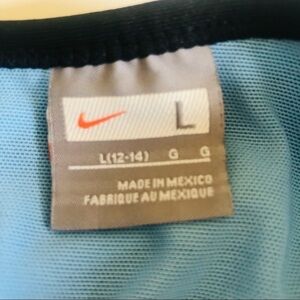 L
L(12-14) G G
MADE IN MEXICO
FABRIQUE AU MEXIQUE